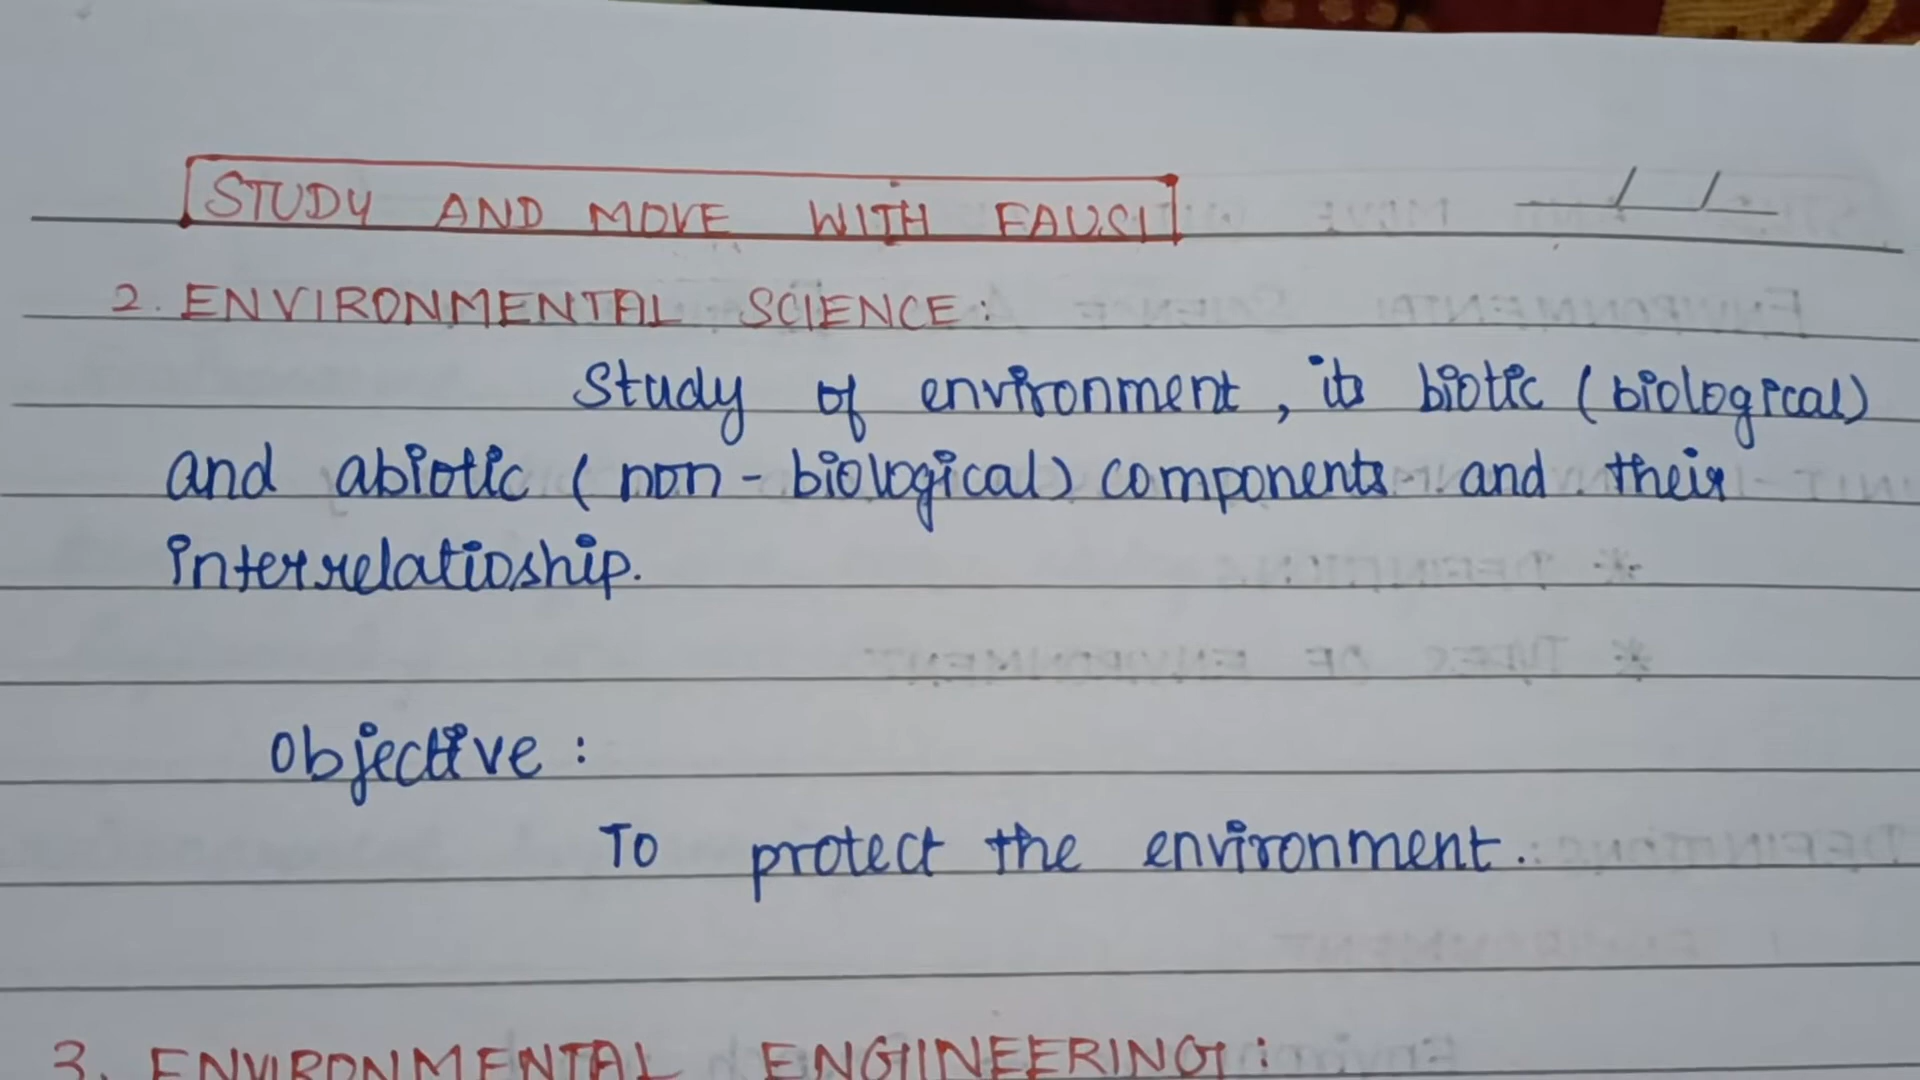 STUDY AND MOVE WITH FAUSI
2. ENVIRONMENTAL SCIENCE:
Study of environment, its biotic (biological)
and abiotic (non-biological) components and their
interrelatioship.
Objective:
To protect the environment.
3. ENVIRONMENTAL ENGINEERING: